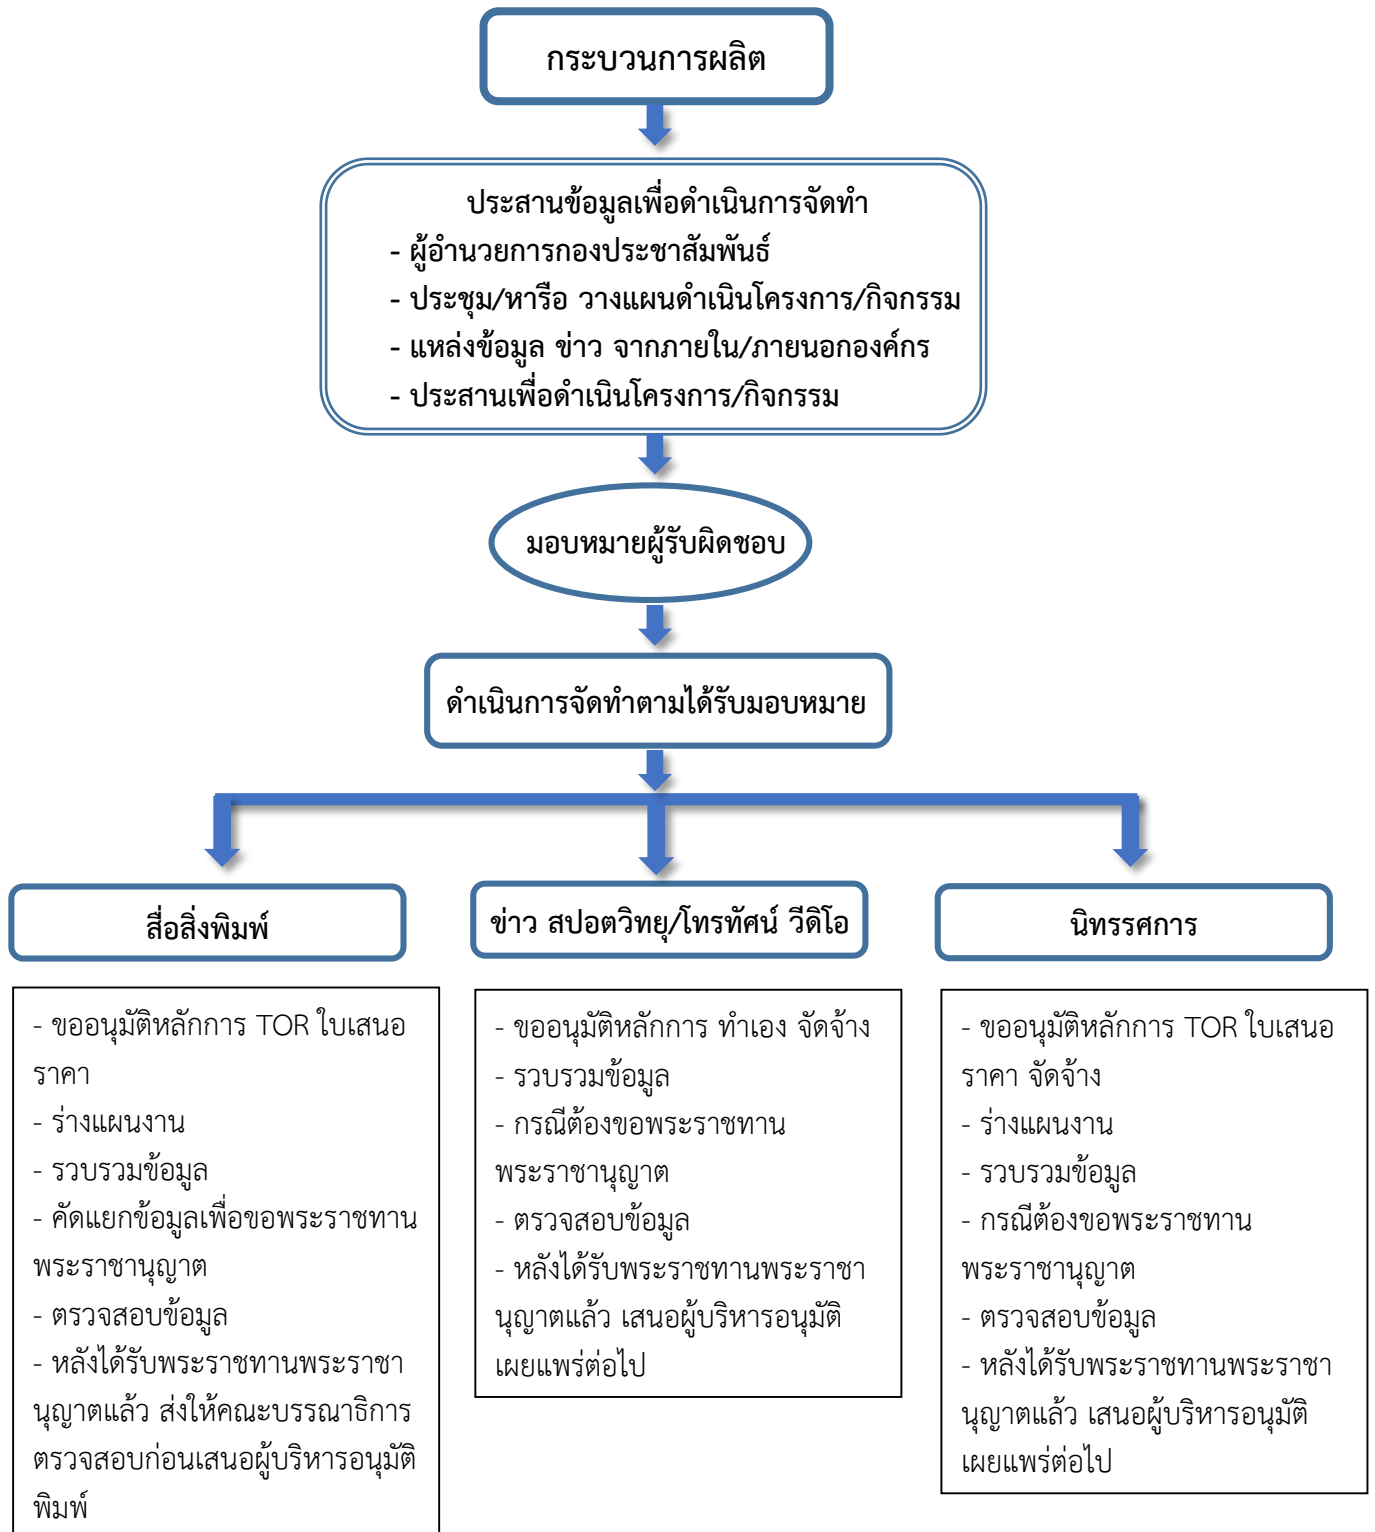 กระบวนการผลิต
ประสานข้อมูลเพื่อดำเนินการจัดทำ
- ผู้อำนวยการกองประชาสัมพันธ์
- ประชุม/หารือ วางแผนดำเนินโครงการ/กิจกรรม
- แหล่งข้อมูล ข่าว จากภายใน/ภายนอกองค์กร
- ประสานเพื่อดำเนินโครงการ/กิจกรรม
มอบหมายผู้รับผิดชอบ
ดำเนินการจัดทำตามได้รับมอบหมาย
สื่อสิ่งพิมพ์
- ขออนุมัติหลักการ TOR ใบเสนอ
ราคา
- ร่างแผนงาน
- รวบรวมข้อมูล
- คัดแยกข้อมูลเพื่อขอพระราชทาน
พระราชานุญาต
- ตรวจสอบข้อมูล
- หลังได้รับพระราชทานพระราชา
นุญาตแล้ว ส่งให้คณะบรรณาธิการ
ตรวจสอบก่อนเสนอผู้บริหารอนุมัติ
พิมพ์
ข่าว สปอตวิทยุ/โทรทัศน์ วีดิโอ
- ขออนุมัติหลักการ ทำเอง จัดจ้าง
- รวบรวมข้อมูล
- กรณีต้องขอพระราชทาน
พระราชานุญาต
- ตรวจสอบข้อมูล
- หลังได้รับพระราชทานพระราชา
นุญาตแล้ว เสนอผู้บริหารอนุมัติ
เผยแพร่ต่อไป
นิทรรศการ
- ขออนุมัติหลักการ TOR ใบเสนอ
ราคา จัดจ้าง
- ร่างแผนงาน
- รวบรวมข้อมูล
- กรณีต้องขอพระราชทาน
พระราชานุญาต
- ตรวจสอบข้อมูล
- หลังได้รับพระราชทานพระราชา
นุญาตแล้ว เสนอผู้บริหารอนุมัติ
เผยแพร่ต่อไป